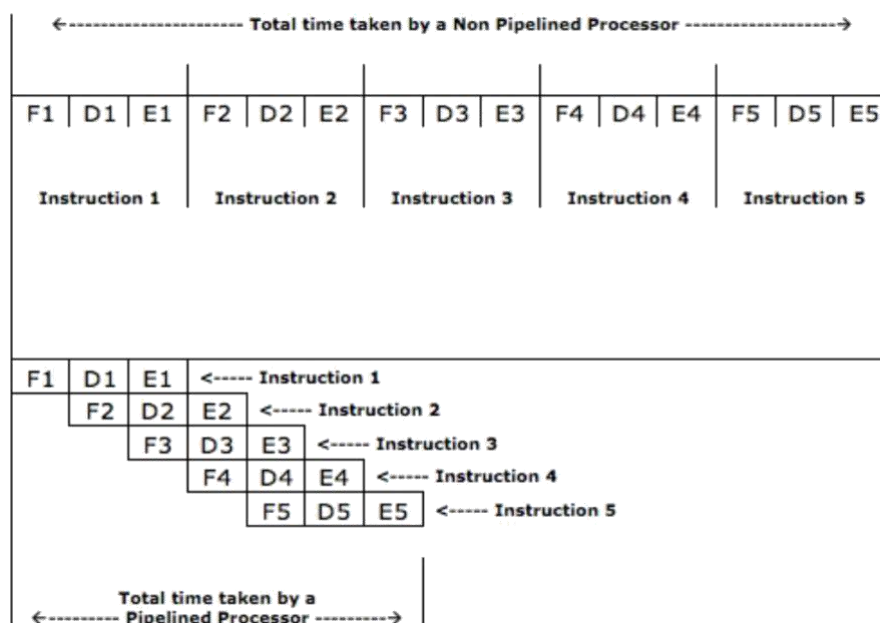 <---------------------- Total time taken by a Non Pipelined Processor ------------------->
F1 D1 E1 F2 D2 E2 F3 D3 E3 F4 D4 E4 F5 D5 E5
Instruction 1 Instruction 2 Instruction 3 Instruction 4 Instruction 5
F1 D1 E1 <----- Instruction 1
F2 D2 E2 <----- Instruction 2
F3 D3 E3 <----- Instruction 3
F4 D4 E4 <----- Instruction 4
F5 D5 E5 <----- Instruction 5
Total time taken by a
<--------- Pipelined Processor --------->